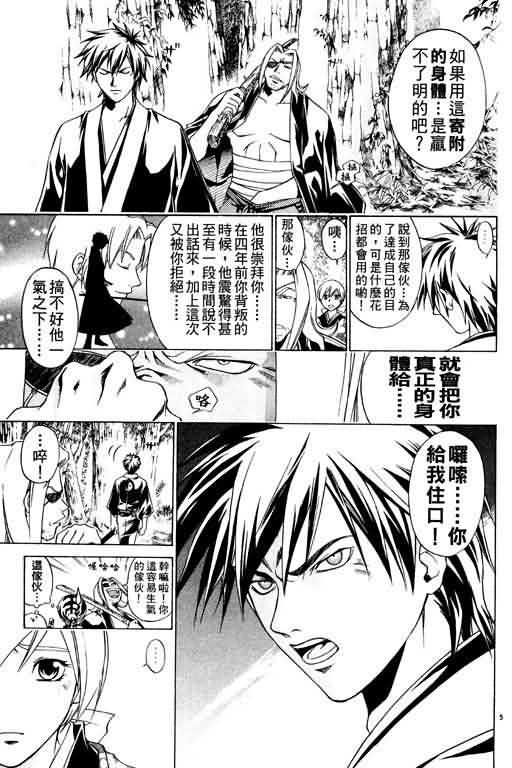 如果用這寄附
的身體…是贏
不了明的吧？
搔
搔
………
說到那傢伙…為
了達成自己的目
的，可是什麼花
招都會用的喲！
咦…
那傢伙…
他很崇拜你…
在四年前你背叛的
時候，他震驚得甚
至有一段時間說不
出話來，加上這次
又被你拒絕……
搞不好他一
氣之下……
就會把你
真正的身
體給……
囉嗦……你
給我住口！
…啐！
幹嘛啦！你
這容易生氣
的傢伙！
哈哈
這傢伙…
……
5